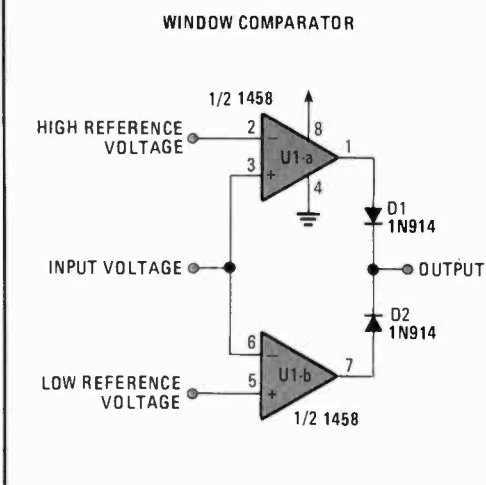 WINDOW COMPARATOR
1/2 1458
HIGH REFERENCE
VOLTAGE
2
8
1
3
U1-a
4
D1
1N914
INPUT VOLTAGE
OUTPUT
D2
1N914
6
7
U1-b
5
LOW REFERENCE
VOLTAGE
1/2 1458
-
+
-
+